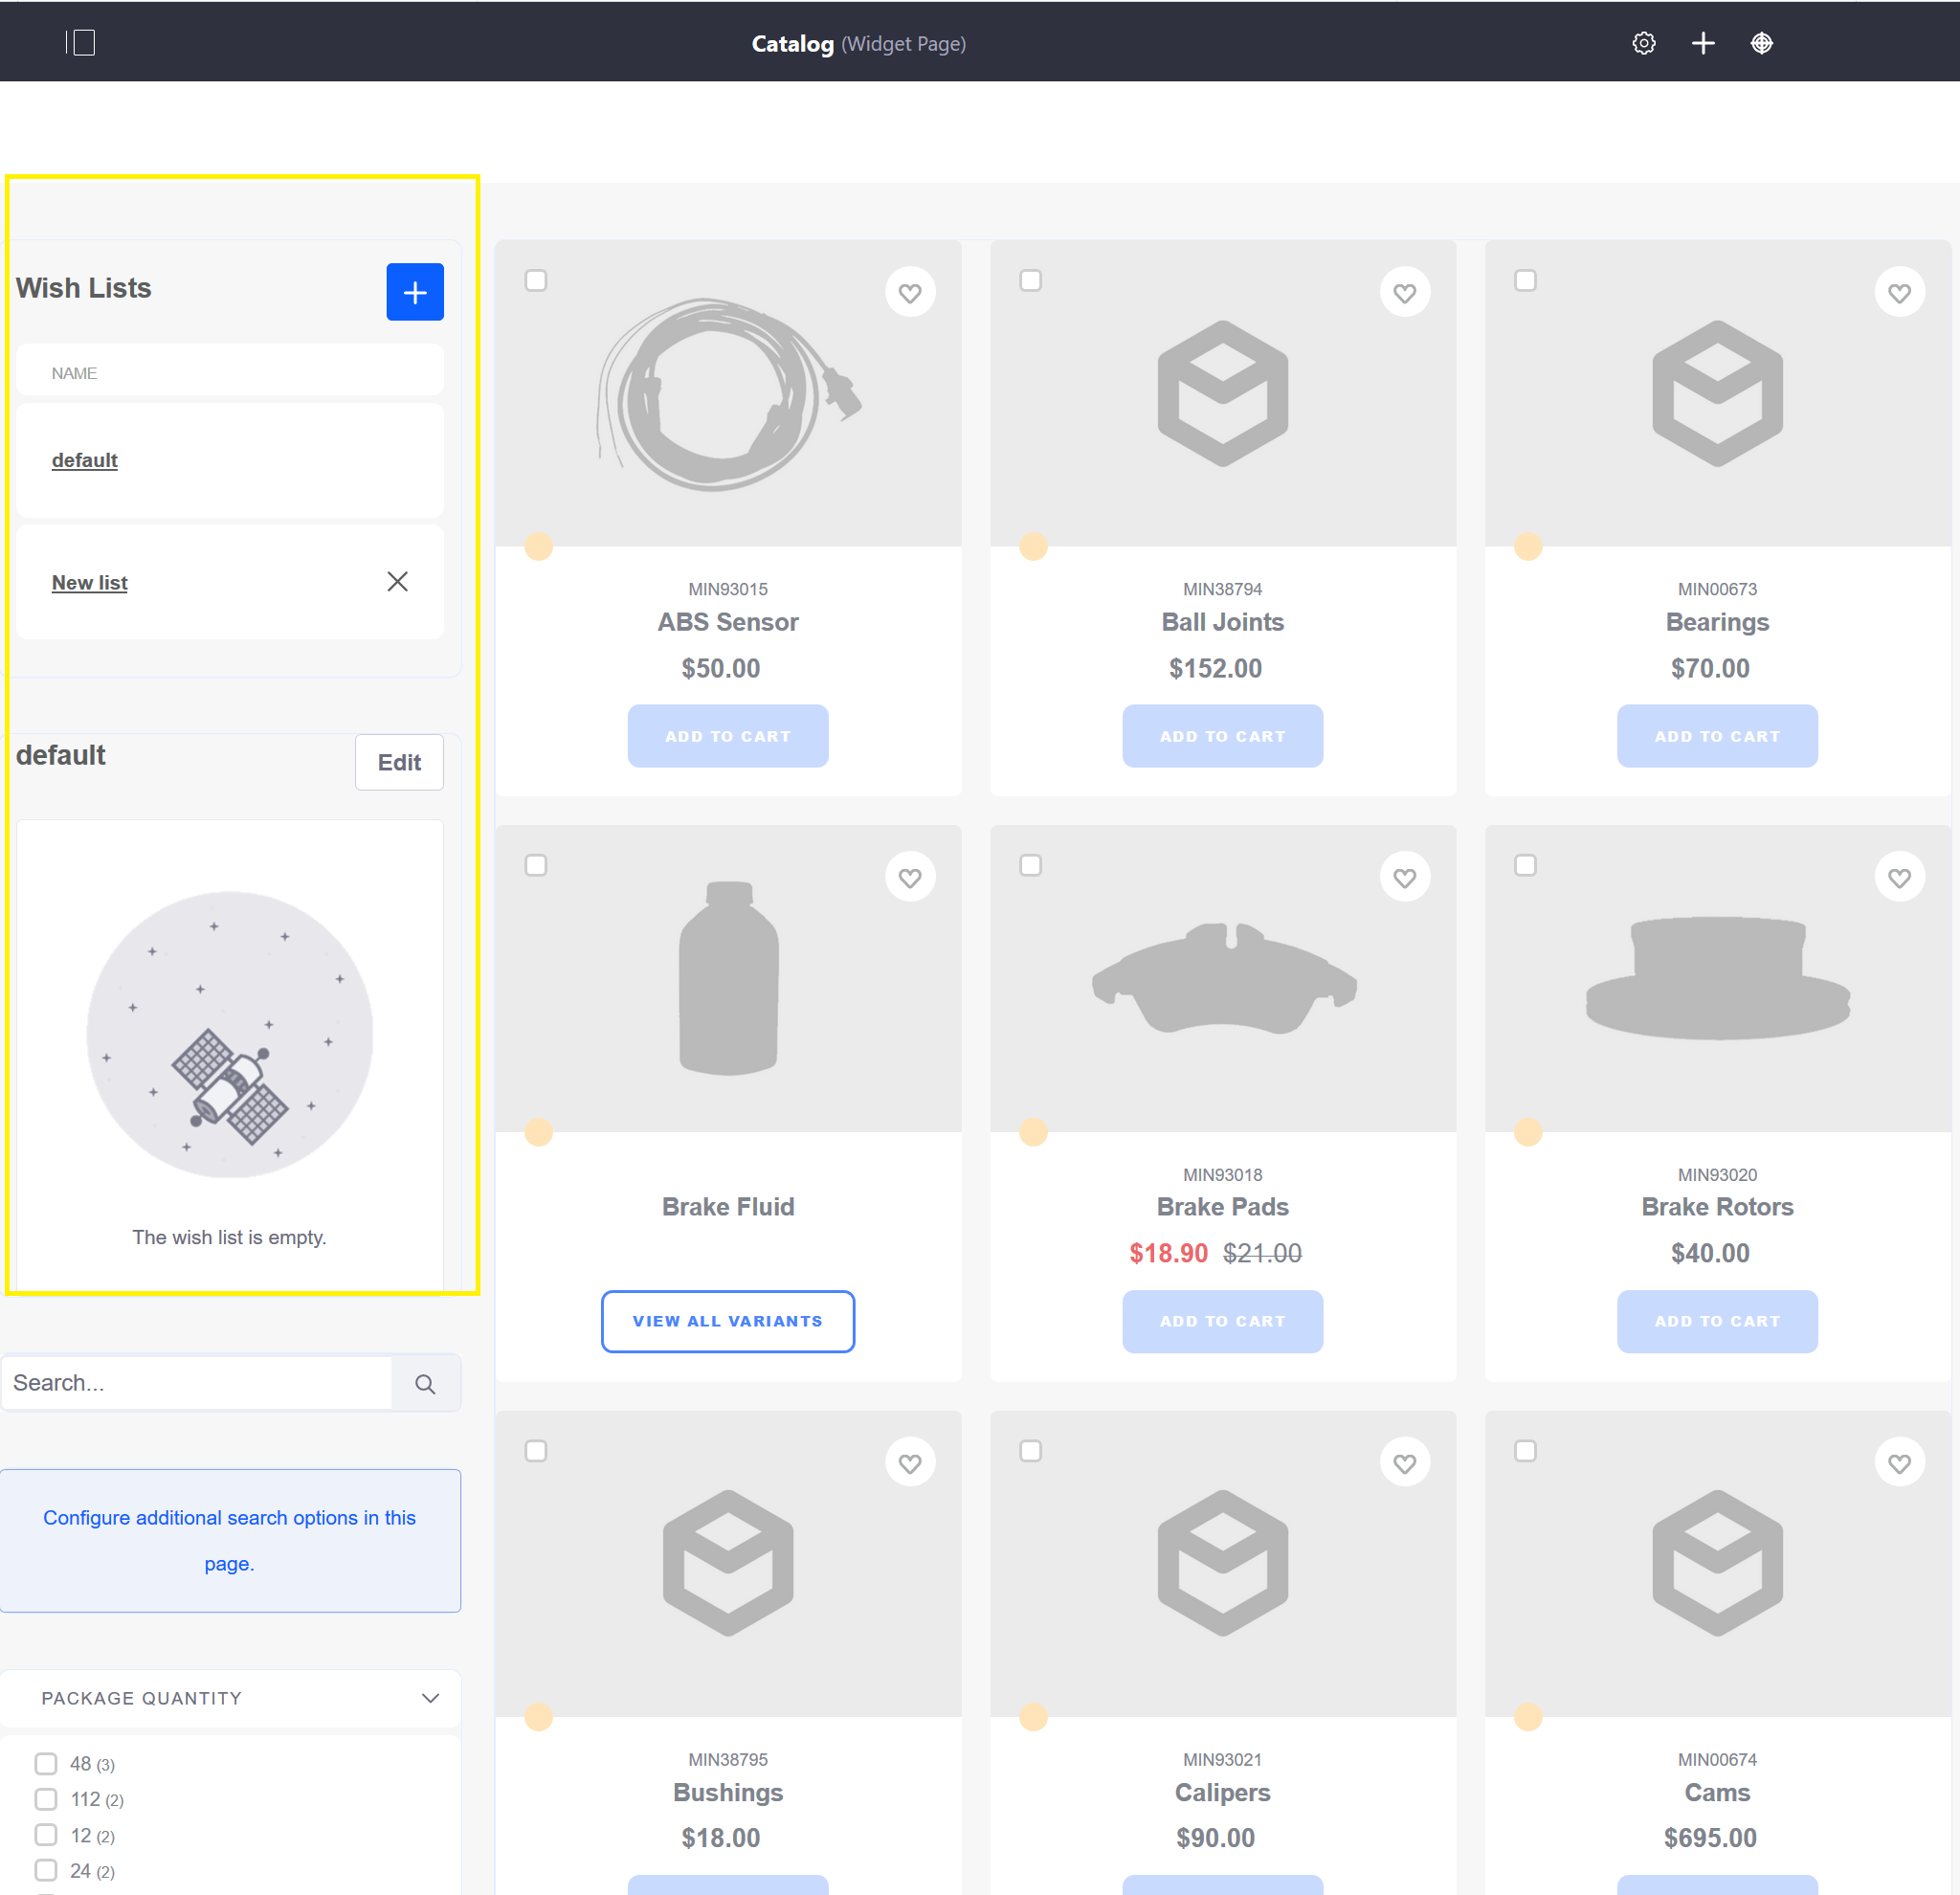 Catalog (Widget Page)
Wish Lists
NAME
default
New list
default
Edit
The wish list is empty.
Search...
Configure additional search options in this
page.
PACKAGE QUANTITY
48 (3)
112 (2)
12 (2)
24 (2)
MIN93015
ABS Sensor
$50.00
ADD TO CART
MIN38794
Ball Joints
$152.00
ADD TO CART
MIN00673
Bearings
$70.00
ADD TO CART
Brake Fluid
VIEW ALL VARIANTS
MIN93018
Brake Pads
$18.90 $21.00
ADD TO CART
MIN93020
Brake Rotors
$40.00
ADD TO CART
MIN38795
Bushings
$18.00
MIN93021
Calipers
$90.00
MIN00674
Cams
$695.00